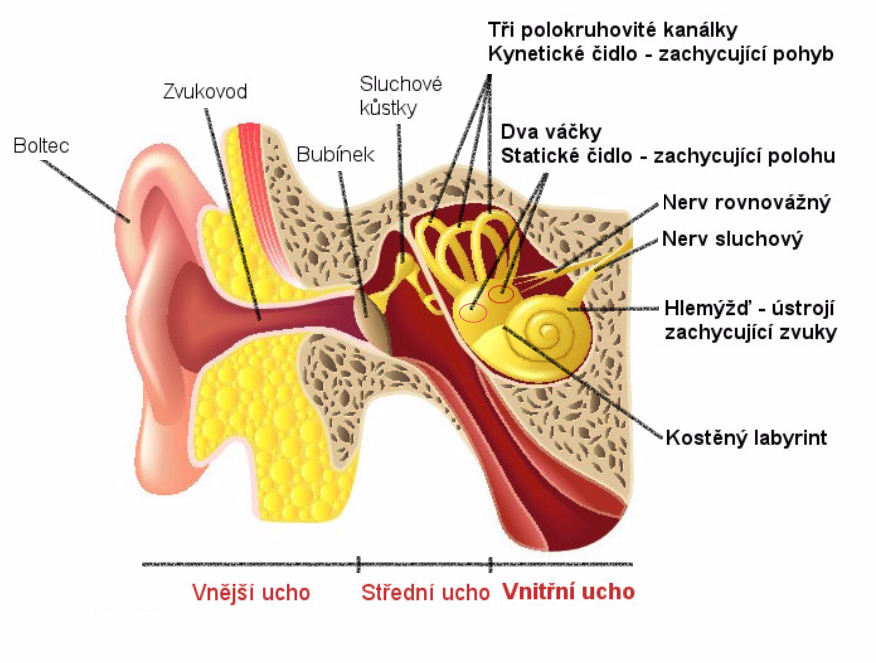 Tři polokruhovité kanálky
Kynetické čidlo - zachycující pohyb
Sluchové
kůstky
Zvukovod
Boltec
Bubínek
Dva váčky
Statické čidlo - zachycující polohu
Nerv rovnovážný
Nerv sluchový
Hlemýžď - ústrojí
zachycující zvuky
Kostěný labyrint
Vnější ucho
Střední ucho
Vnitřní ucho